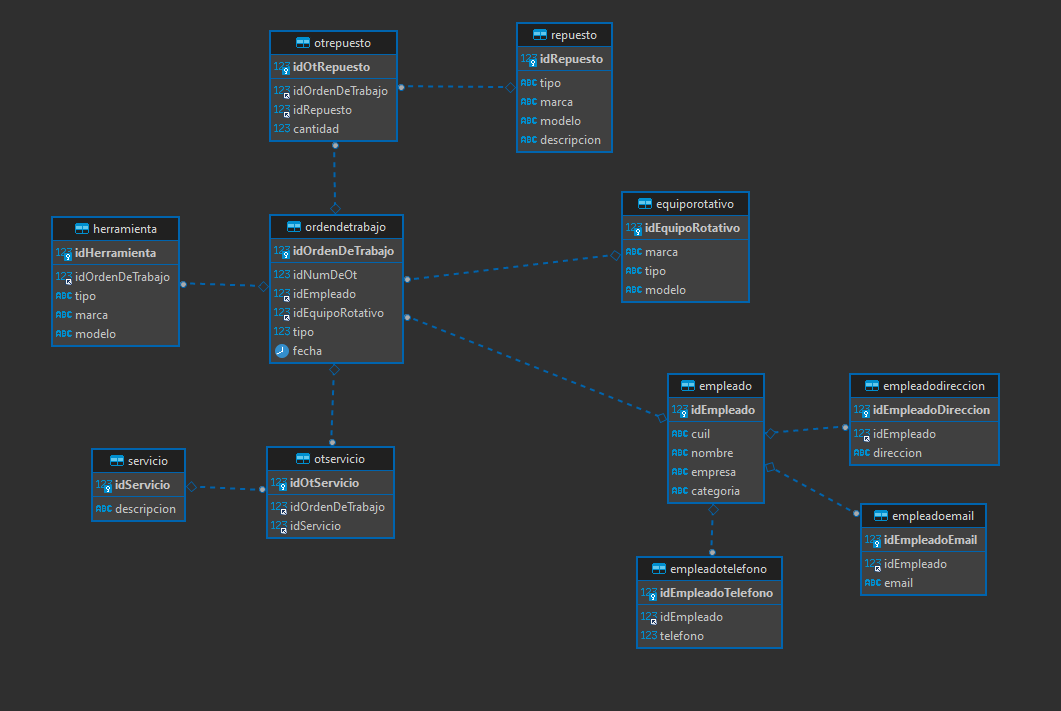 otrepuesto
123 idOtRepuesto
123 idOrdenDeTrabajo
123 idRepuesto
123 cantidad
repuesto
123 idRepuesto
ABC tipo
ABC marca
ABC modelo
ABC descripcion
herramienta
123 idHerramienta
123 idOrdenDeTrabajo
ABC tipo
ABC marca
ABC modelo
ordendetrabajo
123 idOrdenDeTrabajo
123 idNumDeOt
123 idEmpleado
123 idEquipoRotativo
123 tipo
fecha
equiporotativo
123 idEquipoRotativo
ABC marca
ABC tipo
ABC modelo
empleado
123 idEmpleado
ABC cuil
ABC nombre
ABC empresa
ABC categoria
empleadodireccion
123 idEmpleadoDireccion
123 idEmpleado
ABC direccion
servicio
123 idServicio
ABC descripcion
otservicio
123 idOtServicio
123 idOrdenDeTrabajo
123 idServicio
empleadoemail
123 idEmpleadoEmail
123 idEmpleado
ABC email
empleadotelefono
123 idEmpleadoTelefono
123 idEmpleado
123 telefono